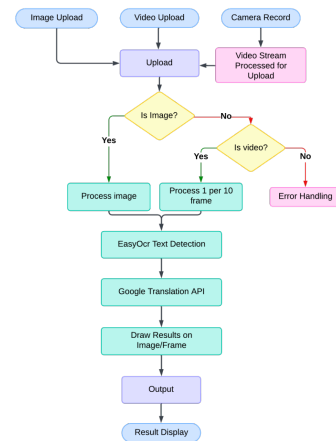 Image Upload
Video Upload
Camera Record
Upload
Video Stream
Processed for
Upload
Is Image?
No
Yes
Is video?
Yes
No
Process image
Process 1 per 10
frame
Error Handling
EasyOcr Text Detection
Google Translation API
Draw Results on
Image/Frame
Output
Result Display